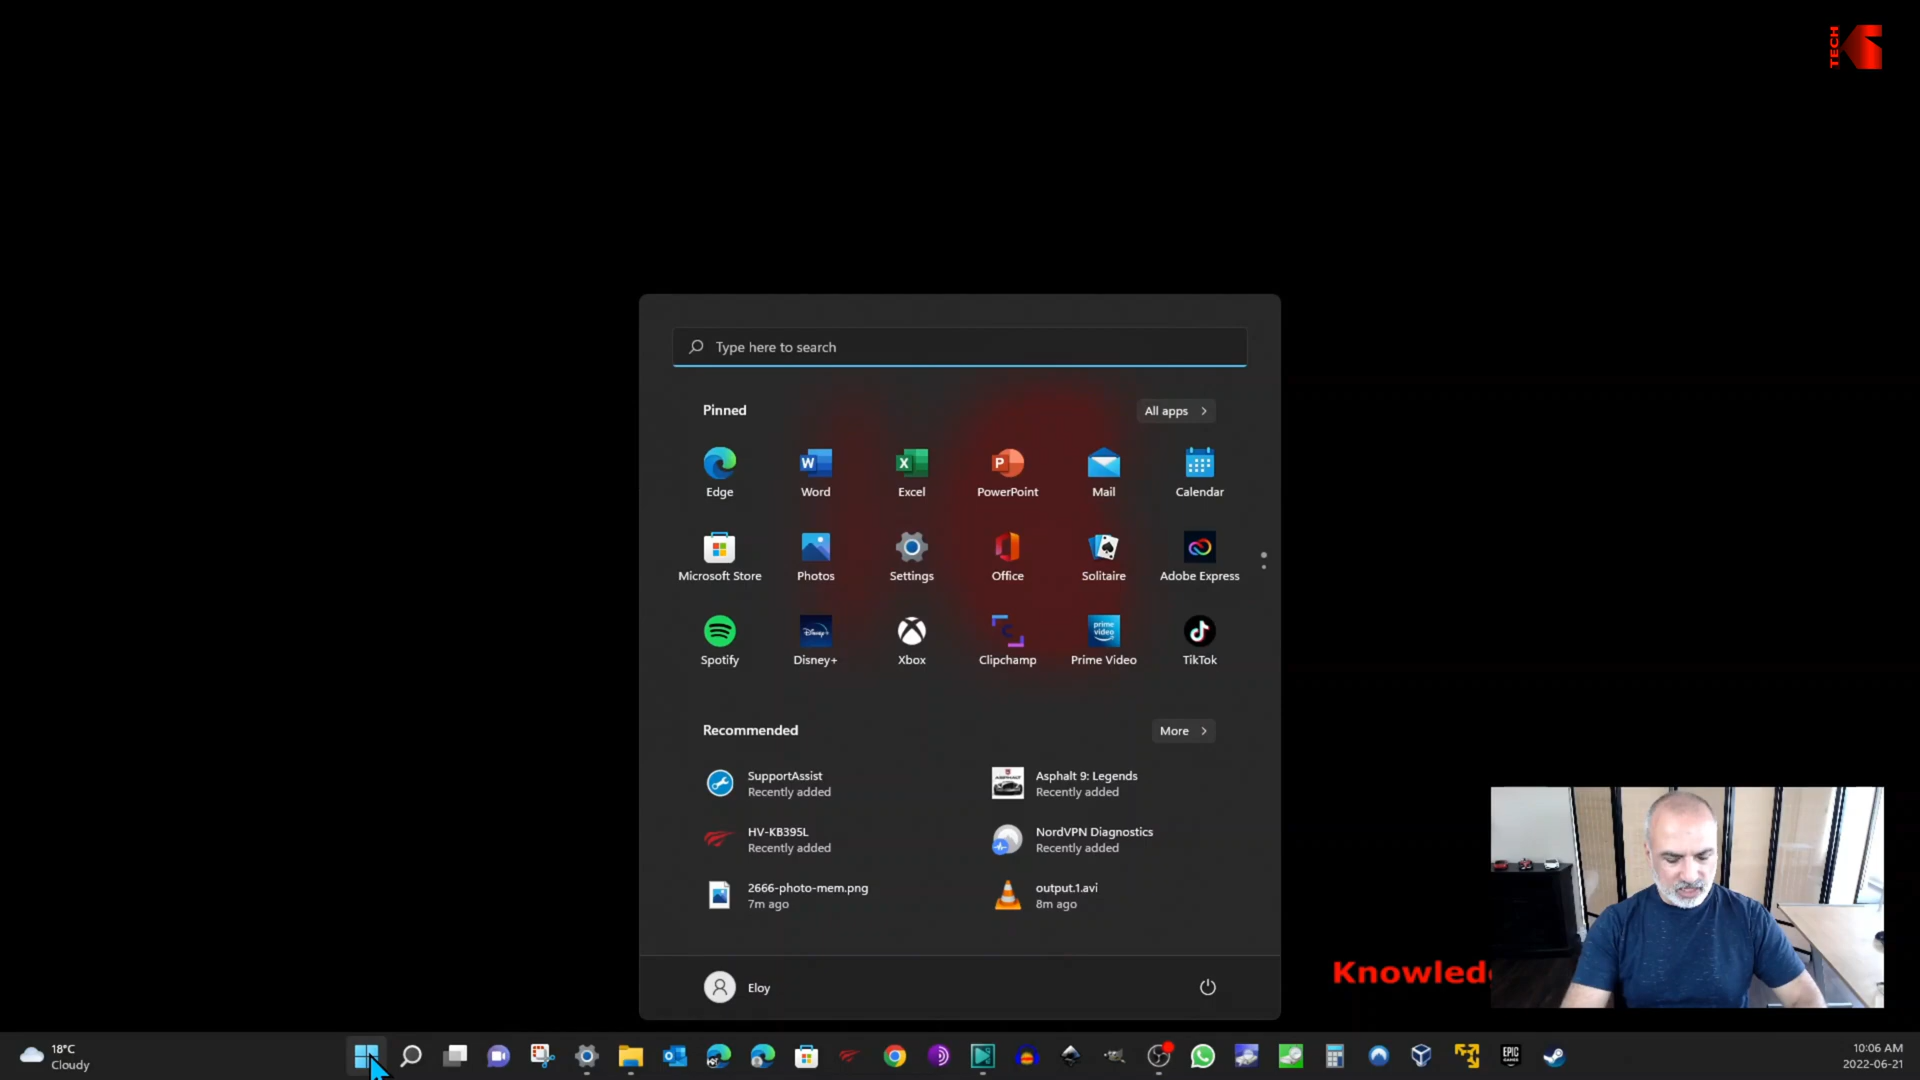 TECH
Type here to search
Pinned
All apps
Edge
Word
Excel
PowerPoint
Mail
Calendar
Microsoft Store
Photos
Settings
Office
Solitaire
Adobe Express
Spotify
Disney+
Xbox
Clipchamp
Prime Video
TikTok
Recommended
More
SupportAssist
Recently added
Asphalt 9: Legends
Recently added
HV-KB395L
Recently added
NordVPN Diagnostics
Recently added
2666-photo-mem.png
7m ago
output.1.avi
8m ago
Eloy
18°C
Cloudy
EPIC
GAMES
10:06 AM
2022-06-21